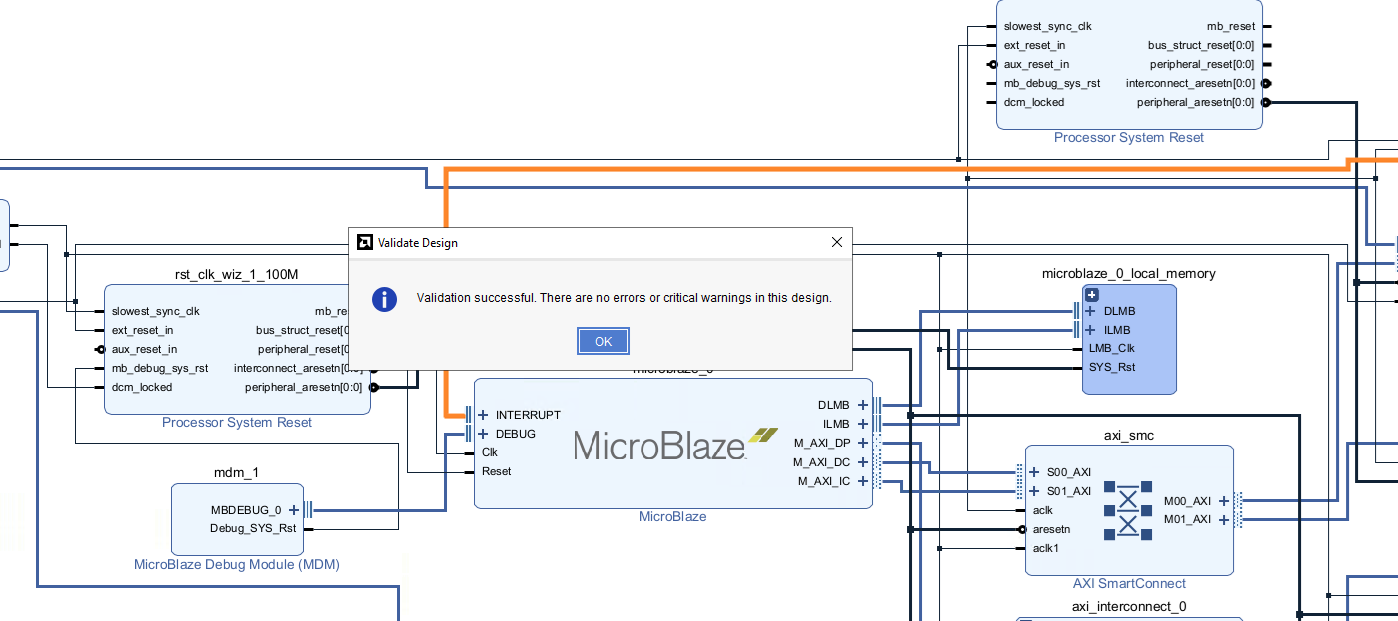 slowest_sync_clk
ext_reset_in
aux_reset_in
mb_debug_sys_rst
dcm_locked
mb_reset
bus_struct_reset[0:0]
peripheral_reset[0:0]
interconnect_aresetn[0:0]
peripheral_aresetn[0:0]
Processor System Reset
Validate Design
Validation successful. There are no errors or critical warnings in this design.
OK
rst_clk_wiz_1_100M
slowest_sync_clk
ext_reset_in
aux_reset_in
mb_debug_sys_rst
dcm_locked
mb_re
bus_struct_reset[0
peripheral_reset[0
interconnect_aresetn[0:0]
peripheral_aresetn[0:0]
Processor System Reset
microblaze_0_local_memory
DLMB
ILMB
LMB_Clk
SYS_Rst
INTERRUPT
DEBUG
Clk
Reset
MicroBlaze
DLMB
ILMB
M_AXI_DP
M_AXI_DC
M_AXI_IC
MicroBlaze
mdm_1
MBDEBUG_0
Debug_SYS_Rst
MicroBlaze Debug Module (MDM)
axi_smc
S00_AXI
S01_AXI
aclk
aresetn
aclk1
M00_AXI
M01_AXI
AXI SmartConnect
axi_interconnect_0